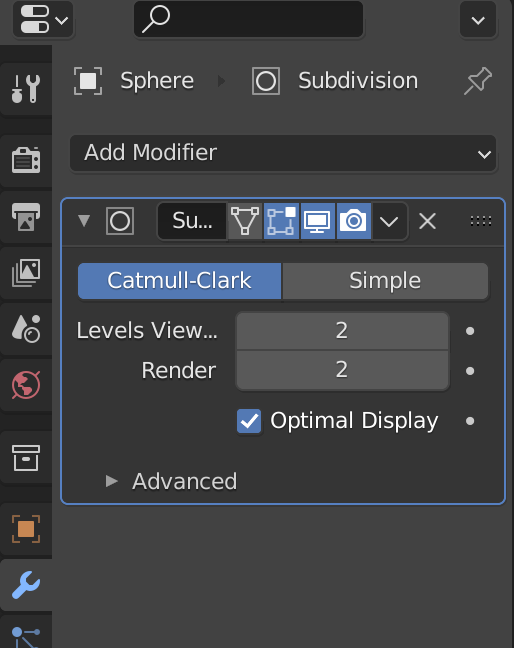 Sphere Subdivision
Add Modifier
Su...
Catmull-Clark Simple
Levels View... 2
Render 2
Optimal Display
Advanced